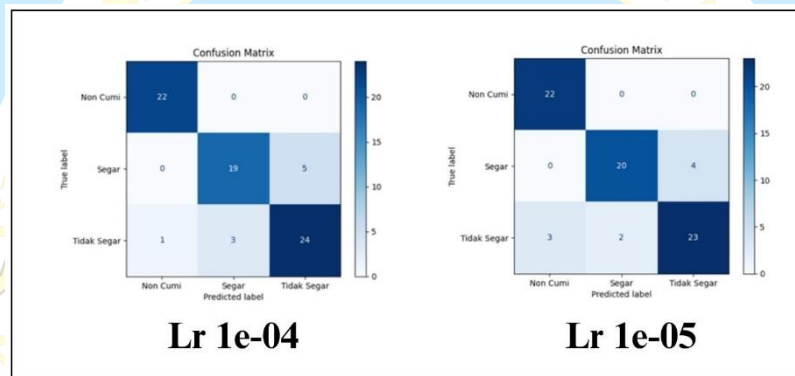 Confusion Matrix
20
15
10
5
0
True label
Non Cumi
22 0 0
Segar
0 19 5
Tidak Segar
1 3 24
Non Cumi Segar Tidak Segar
Predicted label
Lr 1e-04
Confusion Matrix
20
15
10
5
0
True label
Non Cumi
22 0 0
Segar
0 20 4
Tidak Segar
3 2 23
Non Cumi Segar Tidak Segar
Predicted label
Lr 1e-05